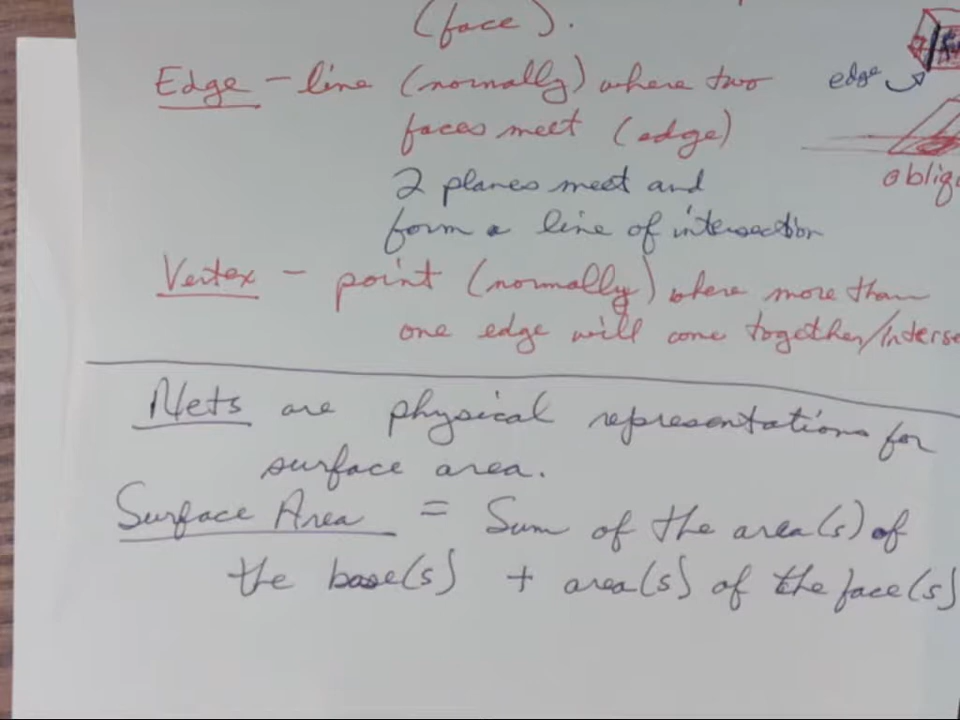 (face).
Edge - line (normally) where two
edge
faces meet (edge)
obliq
2 planes meet and
form a line of intersection
Vertex - point (normally) where more than
one edge will come together/interse
Nets are physical representations for
surface area.
Surface Area = Sum of the area(s) of
the base(s) + area(s) of the face(s)